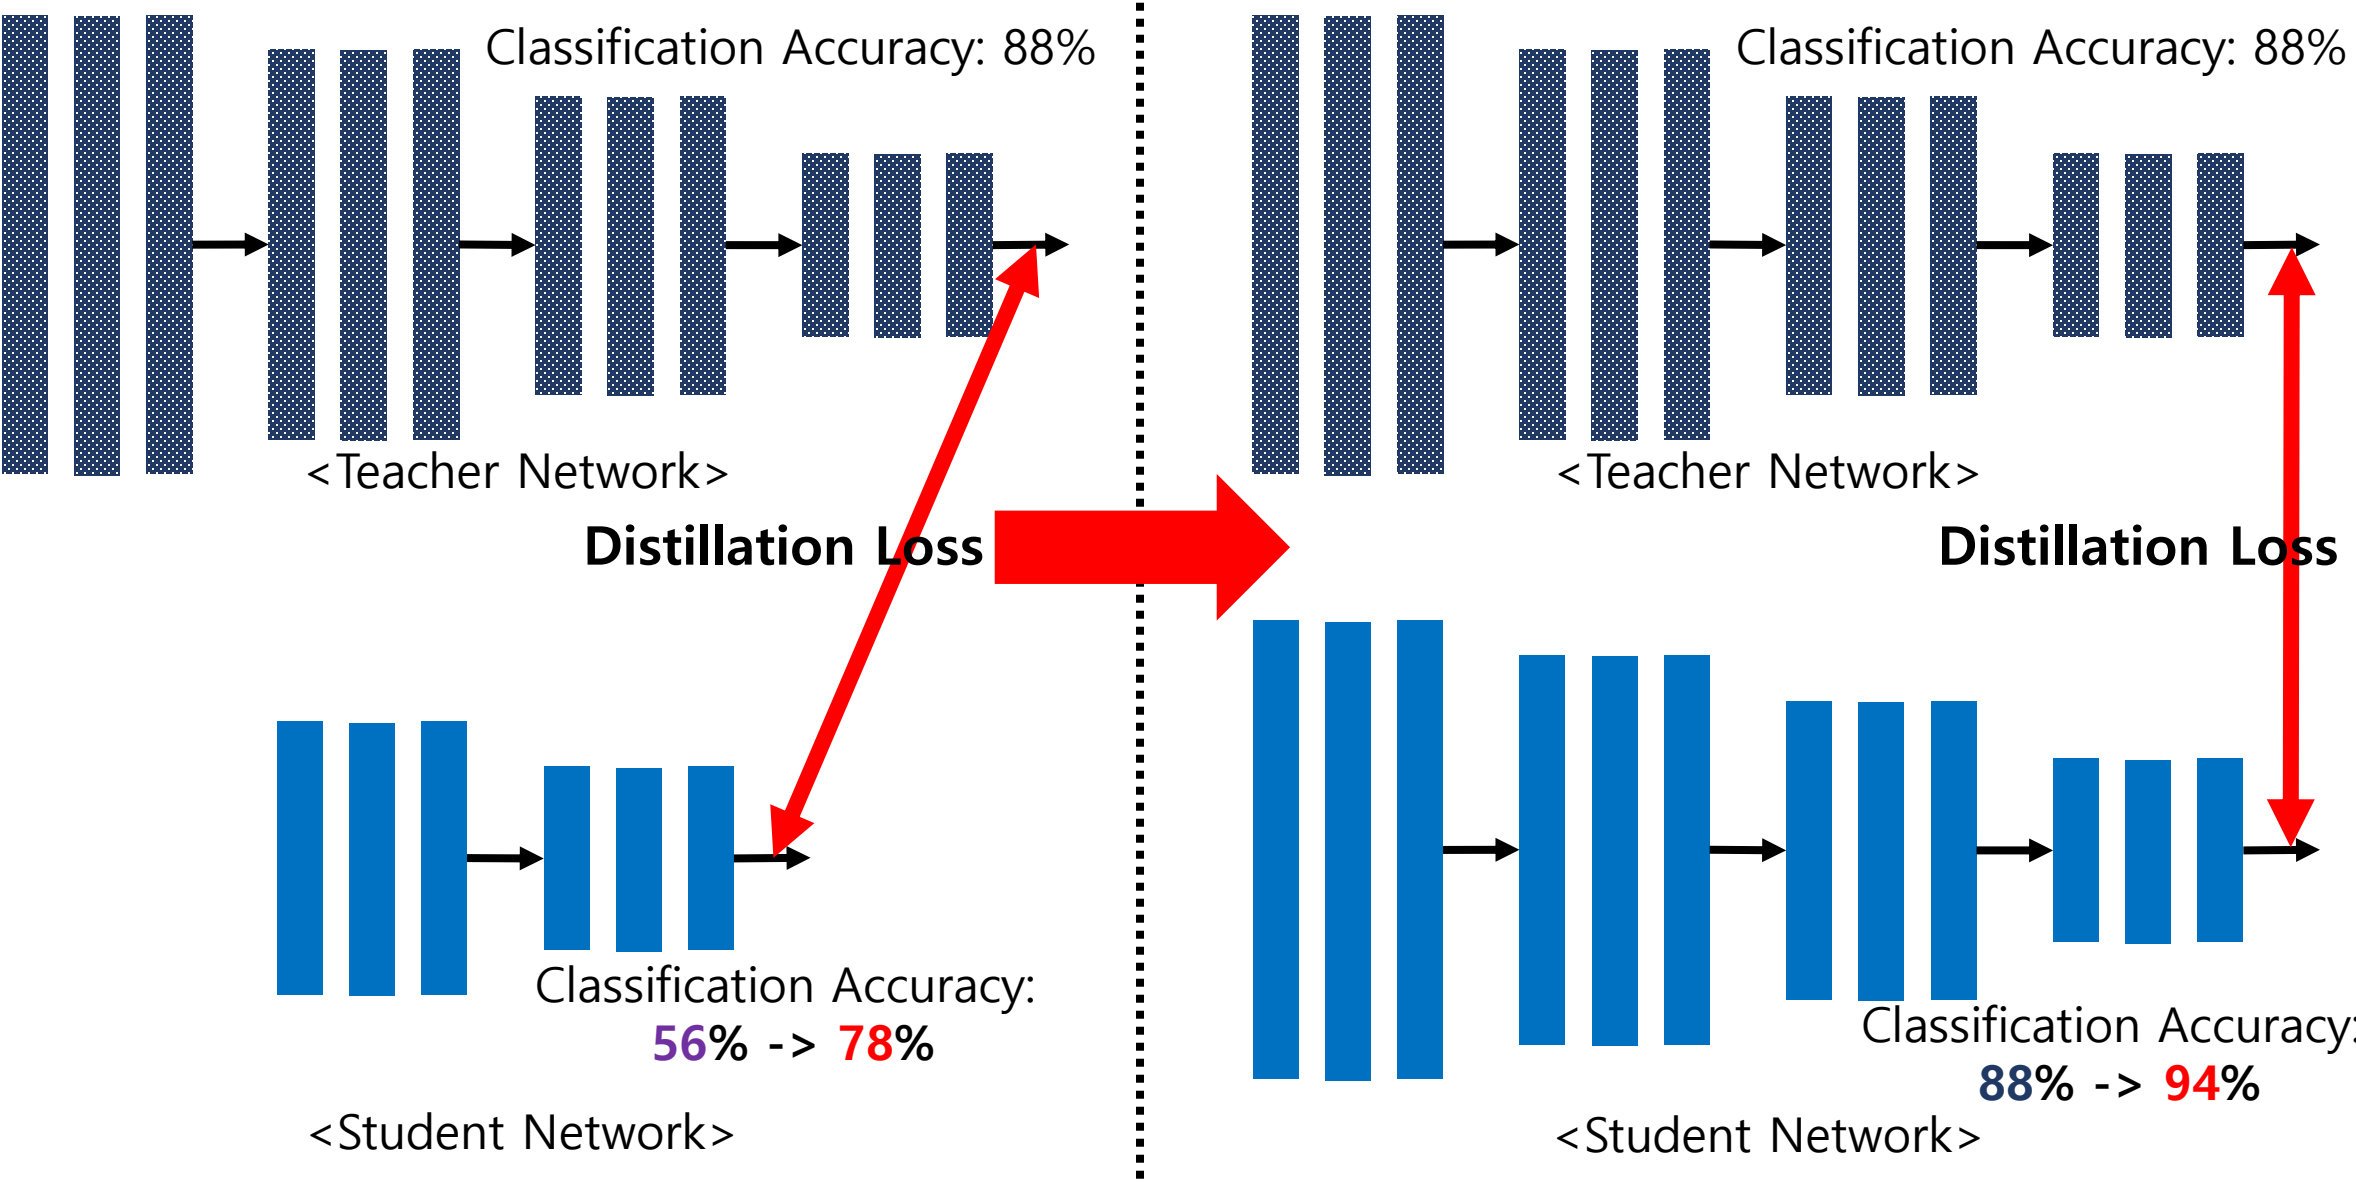 Classification Accuracy: 88%
<Teacher Network>
Distillation Loss
Classification Accuracy:
56% -> 78%
<Student Network>
Classification Accuracy: 88%
<Teacher Network>
Distillation Loss
Classification Accuracy:
88% -> 94%
<Student Network>